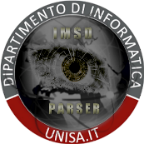 DIPARTIMENTO DI INFORMATICA
IMSD
PARSER
UNISA.IT